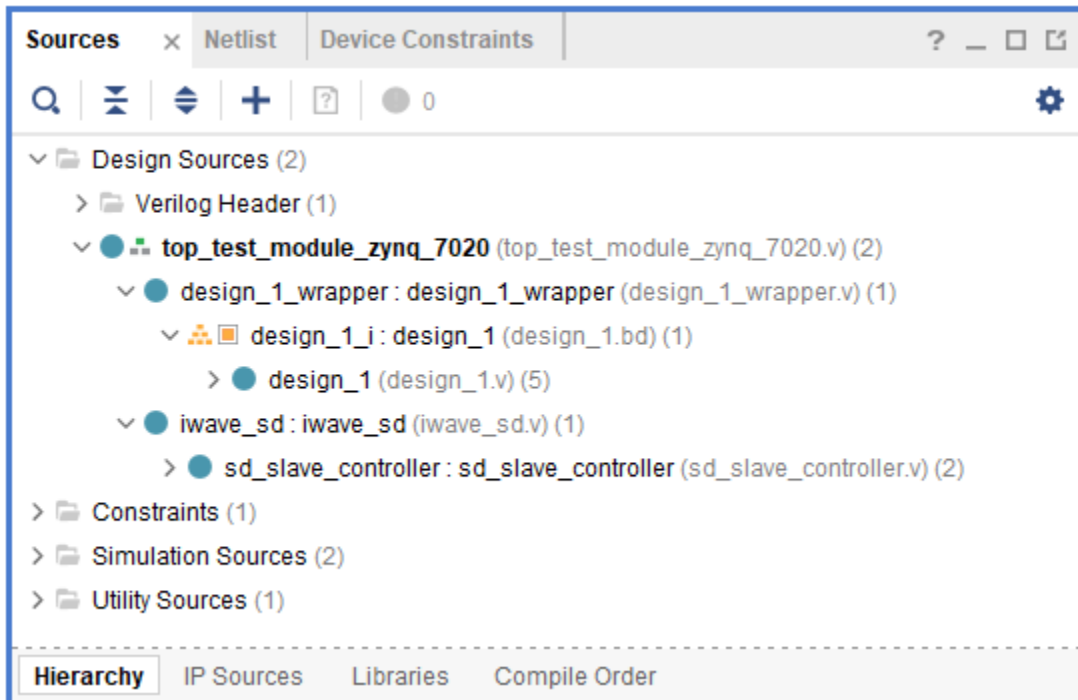 Sources × Netlist Device Constraints ?
? 0
Design Sources (2)
Verilog Header (1)
top_test_module_zynq_7020 (top_test_module_zynq_7020.v) (2)
design_1_wrapper : design_1_wrapper (design_1_wrapper.v) (1)
design_1_i : design_1 (design_1.bd) (1)
design_1 (design_1.v) (5)
iwave_sd : iwave_sd (iwave_sd.v) (1)
sd_slave_controller : sd_slave_controller (sd_slave_controller.v) (2)
Constraints (1)
Simulation Sources (2)
Utility Sources (1)
Hierarchy IP Sources Libraries Compile Order